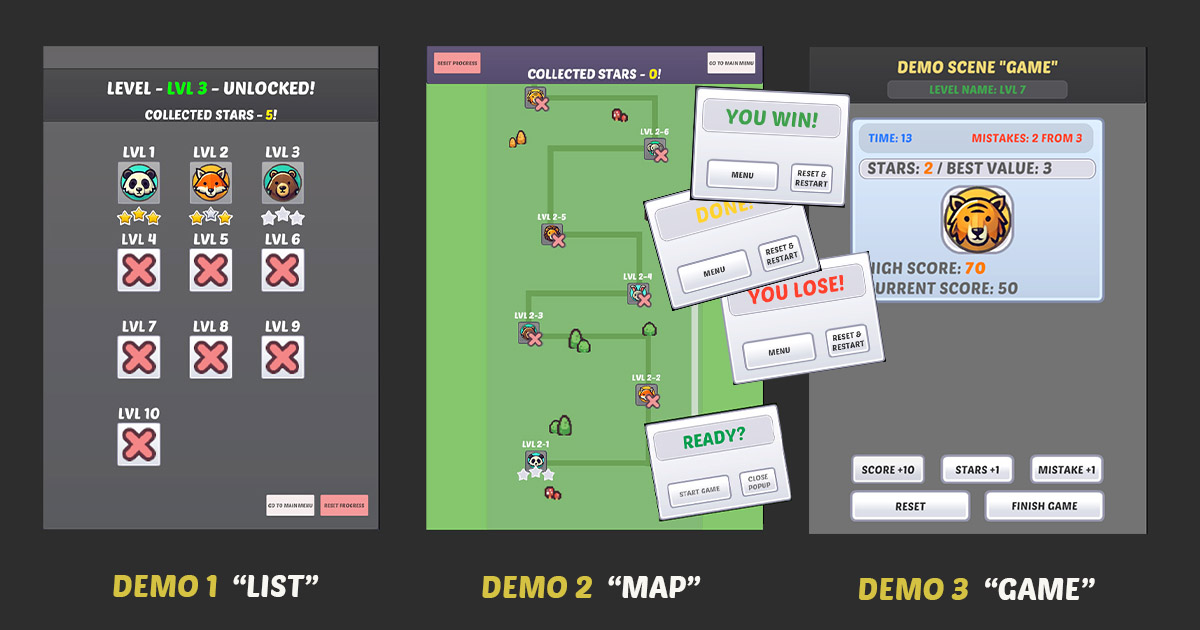 LEVEL - LVL 3 - UNLOCKED!
COLLECTED STARS - 5!
LVL 1 LVL 2 LVL 3
LVL 4 LVL 5 LVL 6
LVL 7 LVL 8 LVL 9
LVL 10
GO TO MAIN MENU RESET PROGRESS
RESET PROGRESS
GO TO MAIN MENU
COLLECTED STARS - 0!
LVL 2-6
LVL 2-5
LVL 2-4
LVL 2-3
LVL 2-2
LVL 2-1
YOU WIN!
MENU
RESET &
RESTART
DONE!
MENU
RESET &
RESTART
YOU LOSE!
MENU
RESET &
RESTART
READY?
START GAME
CLOSE
POPUP
DEMO SCENE "GAME"
LEVEL NAME: LVL 7
TIME: 13 MISTAKES: 2 FROM 3
STARS: 2 / BEST VALUE: 3
HIGH SCORE: 70
CURRENT SCORE: 50
SCORE +10 STARS +1 MISTAKE +1
RESET FINISH GAME
DEMO 1 “LIST”
DEMO 2 “MAP”
DEMO 3 “GAME”